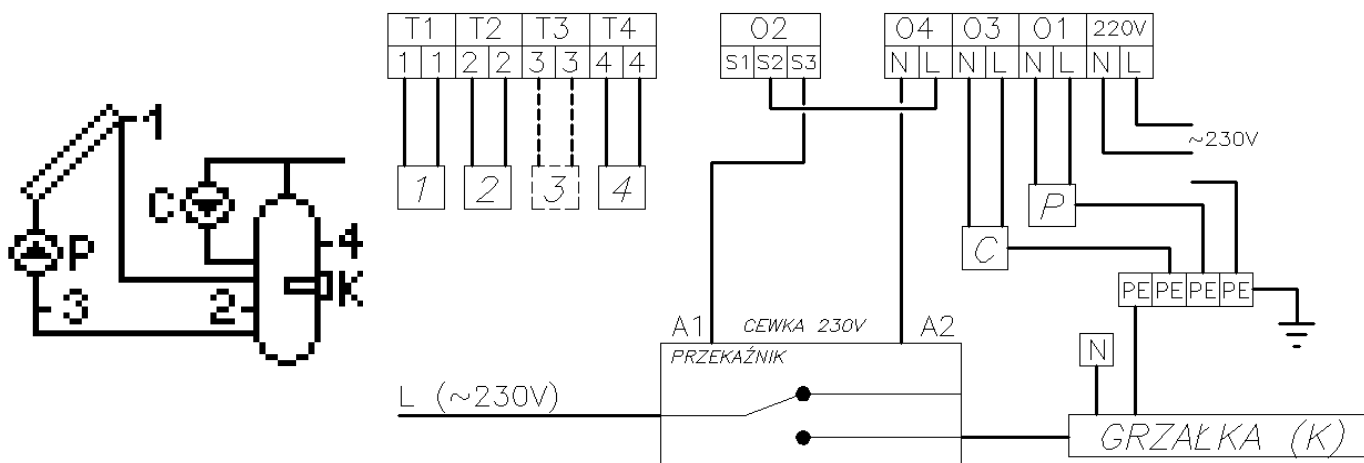 T1 T2 T3 T4 O2 O4 O3 O1 220V
1 1 2 2 3 3 4 4 S1 S2 S3 N L N L N L N L
~230V
1 2 3 4 P
C
1
C
P 4
K
3 2
PE PE PE PE
A1 CEWKA 230V A2
PRZEKAŹNIK
N
L (~230V)
GRZAŁKA (K)